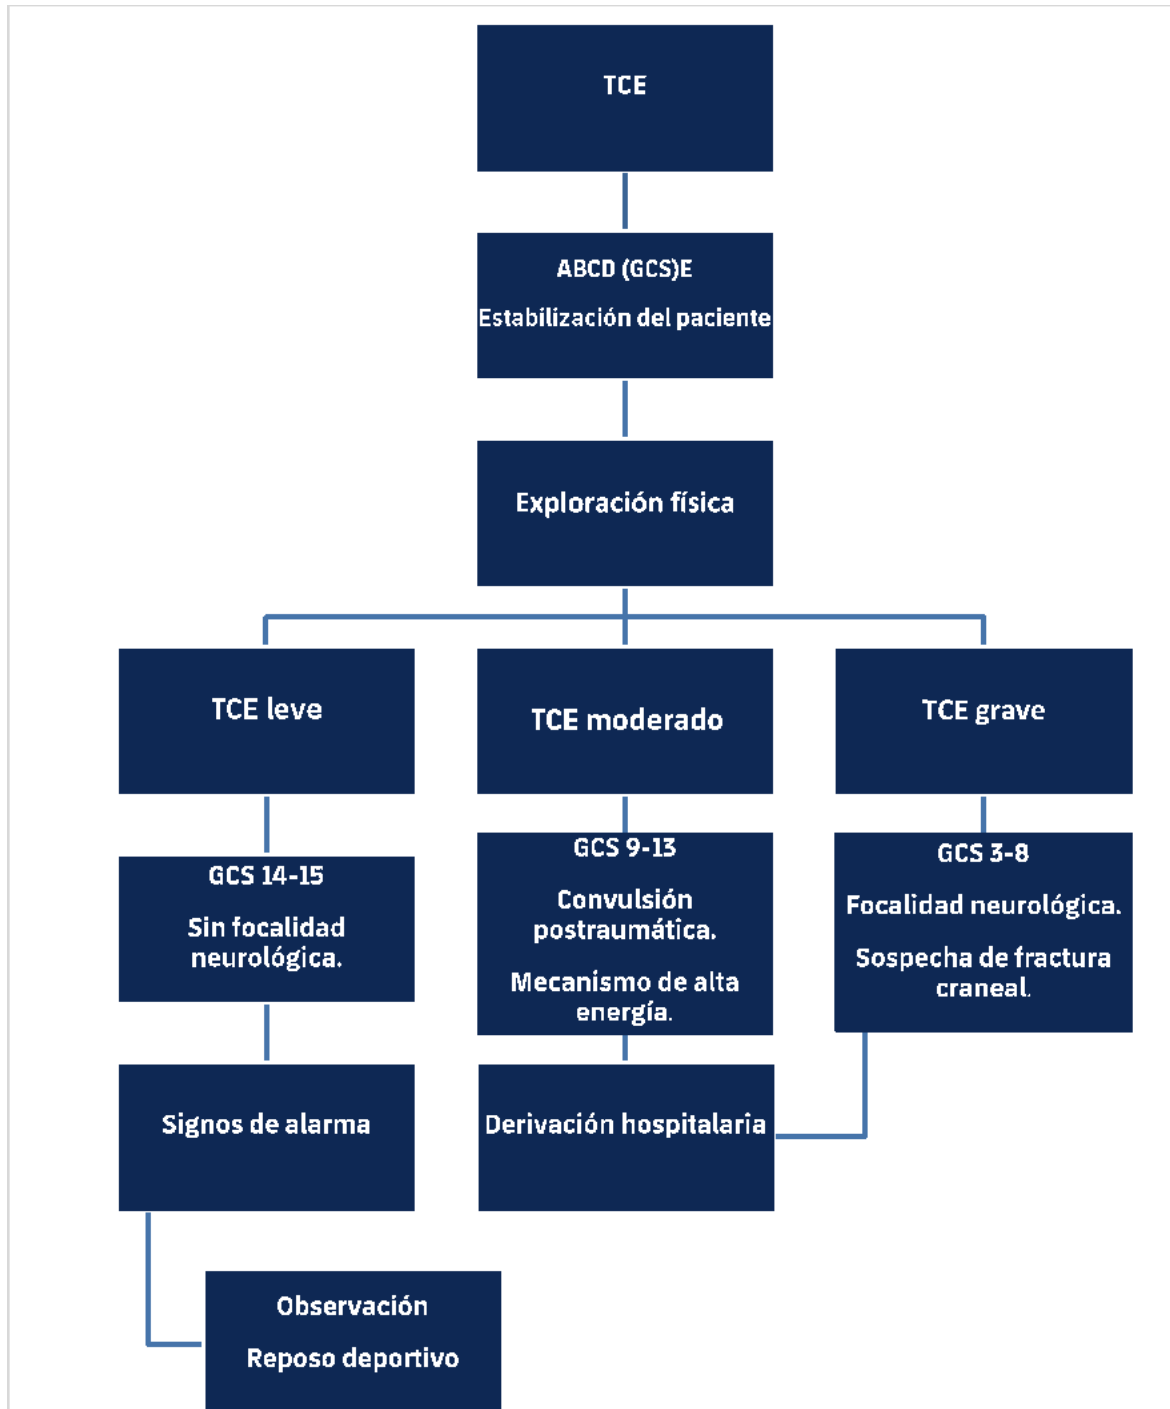 TCE
ABCD (GCS)E
Estabilización del paciente
Exploración física
TCE leve
TCE moderado
TCE grave
GCS 14-15
Sin focalidad
neurológica.
GCS 9-13
Convulsión
postraumática.
Mecanismo de alta
energía.
GCS 3-8
Focalidad neurológica.
Sospecha de fractura
craneal.
Signos de alarma
Derivación hospitalaria
Observación
Reposo deportivo